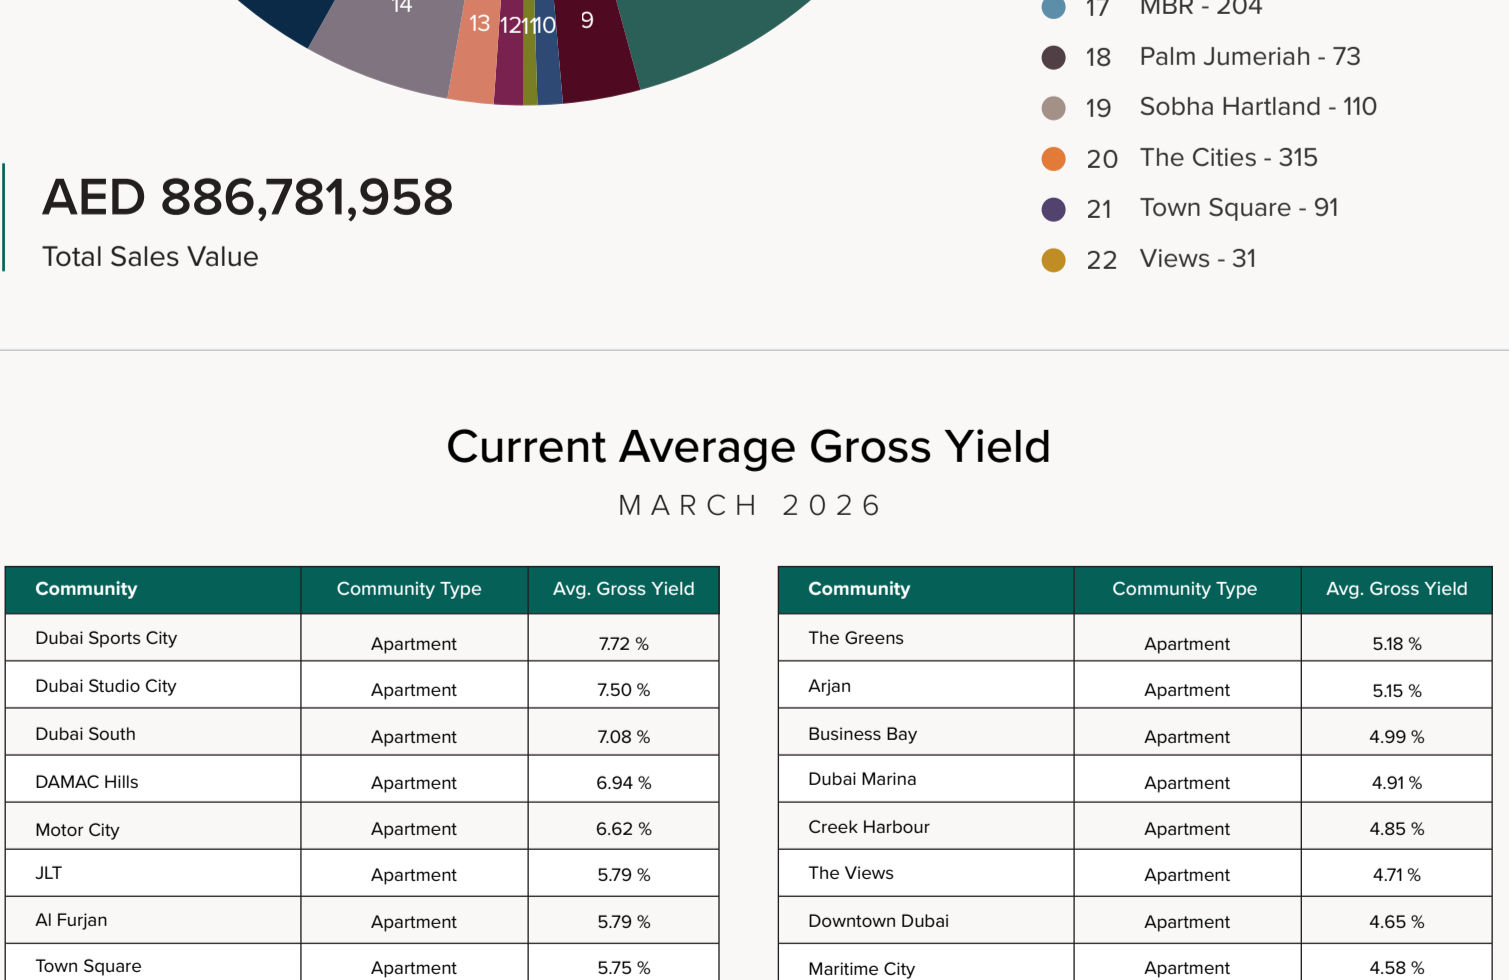 14
13
12
11
10
9
17 MBR - 204
18 Palm Jumeriah - 73
19 Sobha Hartland - 110
20 The Cities - 315
21 Town Square - 91
22 Views - 31
AED 886,781,958
Total Sales Value
Current Average Gross Yield
MARCH 2026
Community Community Type Avg. Gross Yield
Dubai Sports City Apartment 7.72 %
Dubai Studio City Apartment 7.50 %
Dubai South Apartment 7.08 %
DAMAC Hills Apartment 6.94 %
Motor City Apartment 6.62 %
JLT Apartment 5.79 %
Al Furjan Apartment 5.79 %
Town Square Apartment 5.75 %
Community Community Type Avg. Gross Yield
The Greens Apartment 5.18 %
Arjan Apartment 5.15 %
Business Bay Apartment 4.99 %
Dubai Marina Apartment 4.91 %
Creek Harbour Apartment 4.85 %
The Views Apartment 4.71 %
Downtown Dubai Apartment 4.65 %
Maritime City Apartment 4.58 %